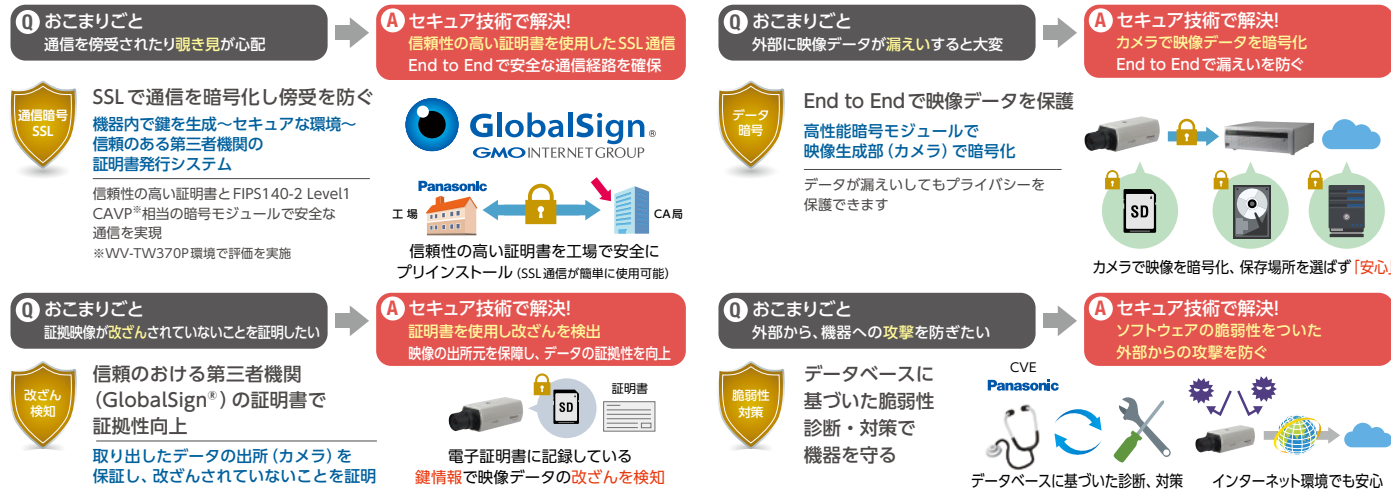 Q おこまりごと
通信を傍受されたり覗き見が心配
A セキュア技術で解決!
信頼性の高い証明書を使用したSSL通信
End to Endで安全な通信経路を確保
通信暗号
SSL
SSLで通信を暗号化し傍受を防ぐ
機器内で鍵を生成～セキュアな環境～
信頼のある第三者機関の
証明書発行システム
信頼性の高い証明書とFIPS140-2 Level1
CAVP※相当の暗号モジュールで安全な
通信を実現
※WV-TW370P環境で評価を実施
GlobalSign®
GMO INTERNET GROUP
Panasonic
工場
CA局
信頼性の高い証明書を工場で安全に
プリインストール(SSL通信が簡単に使用可能)
Q おこまりごと
外部に映像データが漏えいすると大変
A セキュア技術で解決!
カメラで映像データを暗号化
End to Endで漏えいを防ぐ
データ
暗号
End to Endで映像データを保護
高性能暗号モジュールで
映像生成部(カメラ)で暗号化
データが漏えいしてもプライバシーを
保護できます
SD
カメラで映像を暗号化、保存場所を選ばず「安心」
Q おこまりごと
証拠映像が改ざんされていないことを証明したい
A セキュア技術で解決!
証明書を使用し改ざんを検出
映像の出所元を保障し、データの証拠性を向上
改ざん
検知
信頼のおける第三者機関
(GlobalSign®)の証明書で
証拠性向上
取り出したデータの出所(カメラ)を
保証し、改ざんされていないことを証明
SD
証明書
電子証明書に記録している
鍵情報で映像データの改ざんを検知
Q おこまりごと
外部から、機器への攻撃を防ぎたい
A セキュア技術で解決!
ソフトウェアの脆弱性をついた
外部からの攻撃を防ぐ
脆弱性
対策
データベースに
基づいた脆弱性
診断・対策で
機器を守る
CVE
Panasonic
データベースに基づいた診断、対策
インターネット環境でも安心